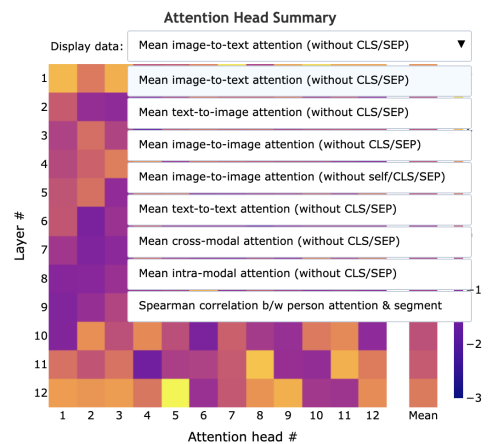 Attention Head Summary
Display data: Mean image-to-text attention (without CLS/SEP) ▼
Mean image-to-text attention (without CLS/SEP)
Mean text-to-image attention (without CLS/SEP)
Mean image-to-image attention (without CLS/SEP)
Mean image-to-image attention (without self/CLS/SEP)
Mean text-to-text attention (without CLS/SEP)
Mean cross-modal attention (without CLS/SEP)
Mean intra-modal attention (without CLS/SEP)
Spearman correlation b/w person attention & segment
Layer #
1
2
3
4
5
6
7
8
9
10
11
12
−1
−2
−3
1 2 3 4 5 6 7 8 9 10 11 12 Mean
Attention head #